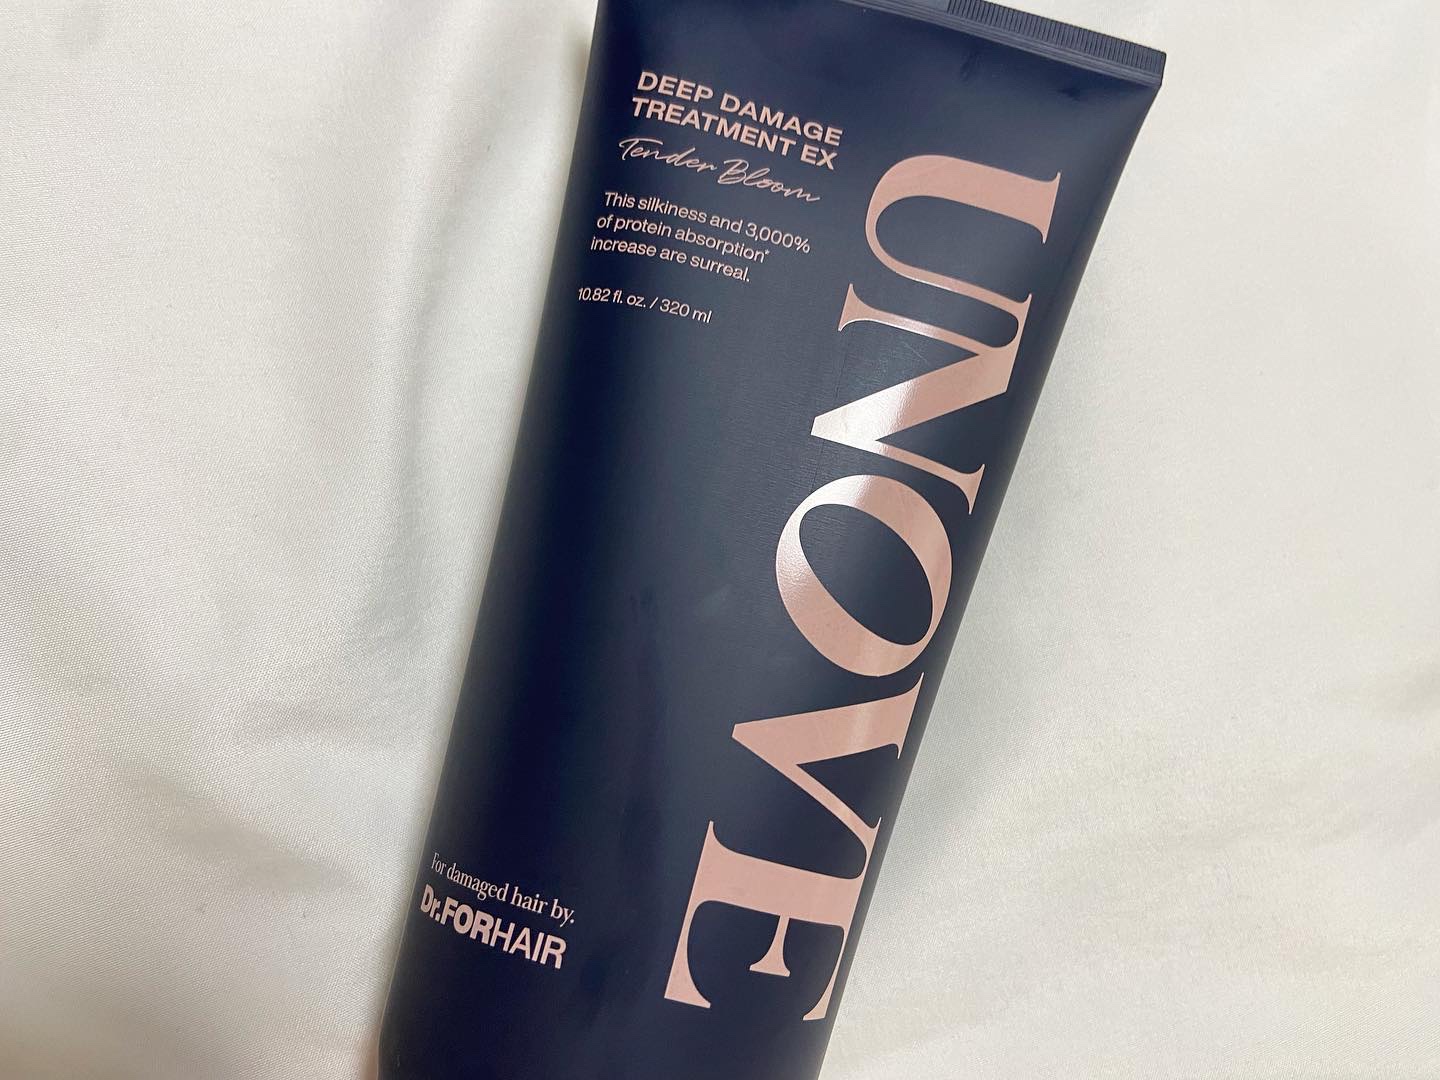 DEEP DAMAGE
TREATMENT EX
Tender Bloom
This silkiness and 3,000%
of protein absorption*
increase are surreal.
10.82 fl. oz. / 320 ml
UNOVE
For damaged hair by.
Dr.FORHAIR